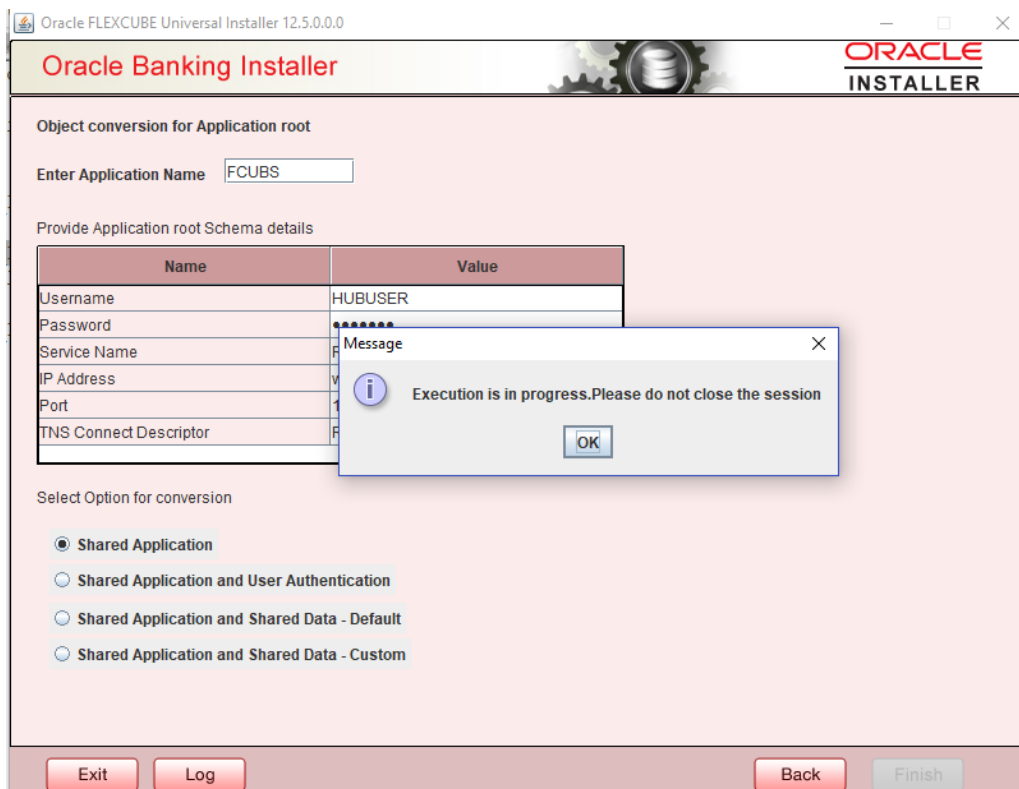 Oracle FLEXCUBE Universal Installer 12.5.0.0.0
Oracle Banking Installer
ORACLE
INSTALLER
Object conversion for Application root
Enter Application Name FCUBS
Provide Application root Schema details
Name Value
Username HUBUSER
Password
Service Name
IP Address
Port
TNS Connect Descriptor
Message
Execution is in progress.Please do not close the session
OK
Select Option for conversion
Shared Application
Shared Application and User Authentication
Shared Application and Shared Data - Default
Shared Application and Shared Data - Custom
Exit Log Back Finish